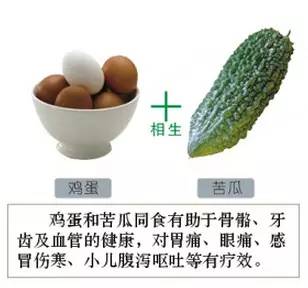 相生
鸡蛋
苦瓜
鸡蛋和苦瓜同食有助于骨骼、牙
齿及血管的健康，对胃痛、眼痛、感
冒伤寒、小儿腹泻呕吐等有疗效。